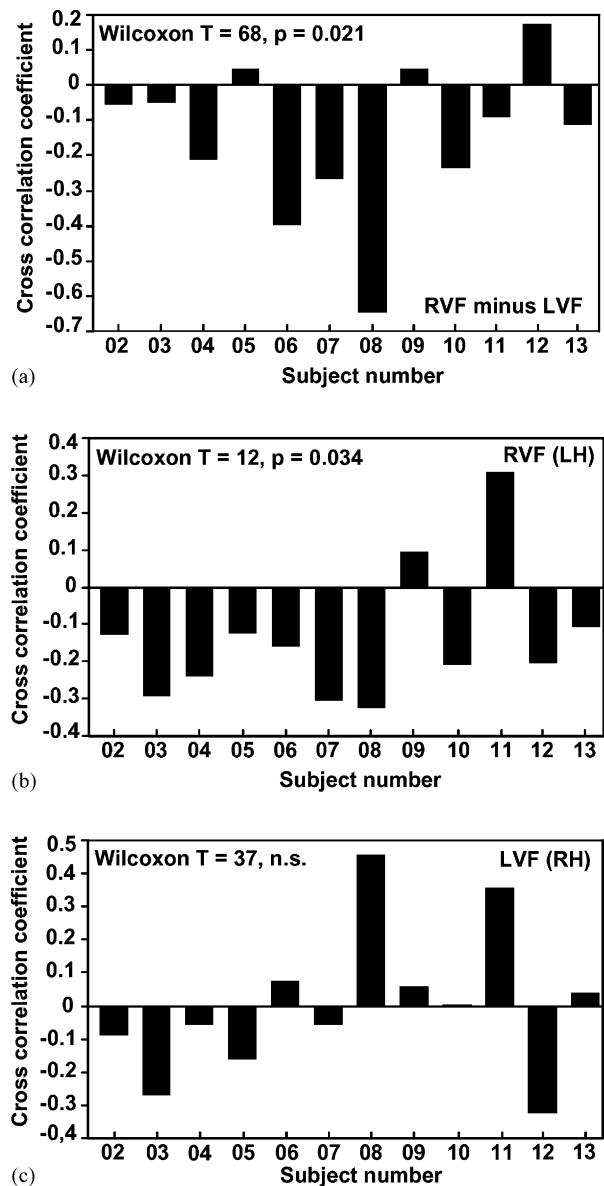 0.2
Wilcoxon T = 68, p = 0.021
0.1
0
-0.1
-0.2
-0.3
-0.4
-0.5
-0.6
-0.7
Cross correlation coefficient
RVF minus LVF
02 03 04 05 06 07 08 09 10 11 12 13
Subject number
(a)
0.4
Wilcoxon T = 12, p = 0.034
RVF (LH)
0.3
0.2
0.1
0
-0.1
-0.2
-0.3
-0.4
Cross correlation coefficient
02 03 04 05 06 07 08 09 10 11 12 13
Subject number
(b)
0.5
Wilcoxon T = 37, n.s.
LVF (RH)
0.4
0.3
0.2
0.1
0
-0.1
-0.2
-0.3
-0,4
Cross correlation coefficient
02 03 04 05 06 07 08 09 10 11 12 13
Subject number
(c)